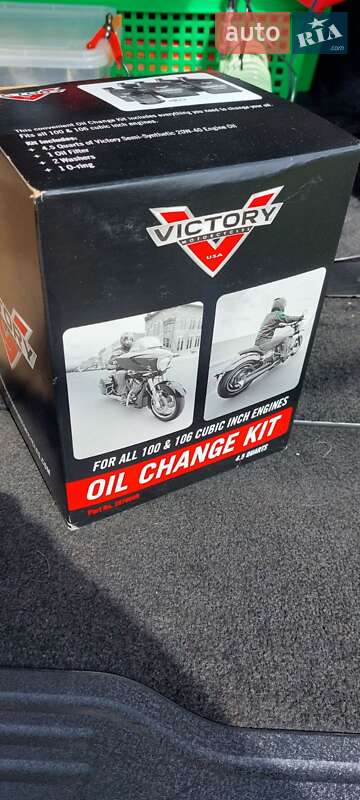 auto RIA.com
This convenient Oil Change Kit includes everything you need to change your oil.
Fits all 100 & 106 cubic inch engines.
Kit Includes:
• 4.5 Quarts of Victory Semi-Synthetic 20W-40 Engine Oil
• 1 Oil Filter
• 2 Washers
• 1 O-ring
VICTORY
MOTORCYCLES
USA
FOR ALL 100 & 106 CUBIC INCH ENGINES
OIL CHANGE KIT
4.5 QUARTS
Part No.